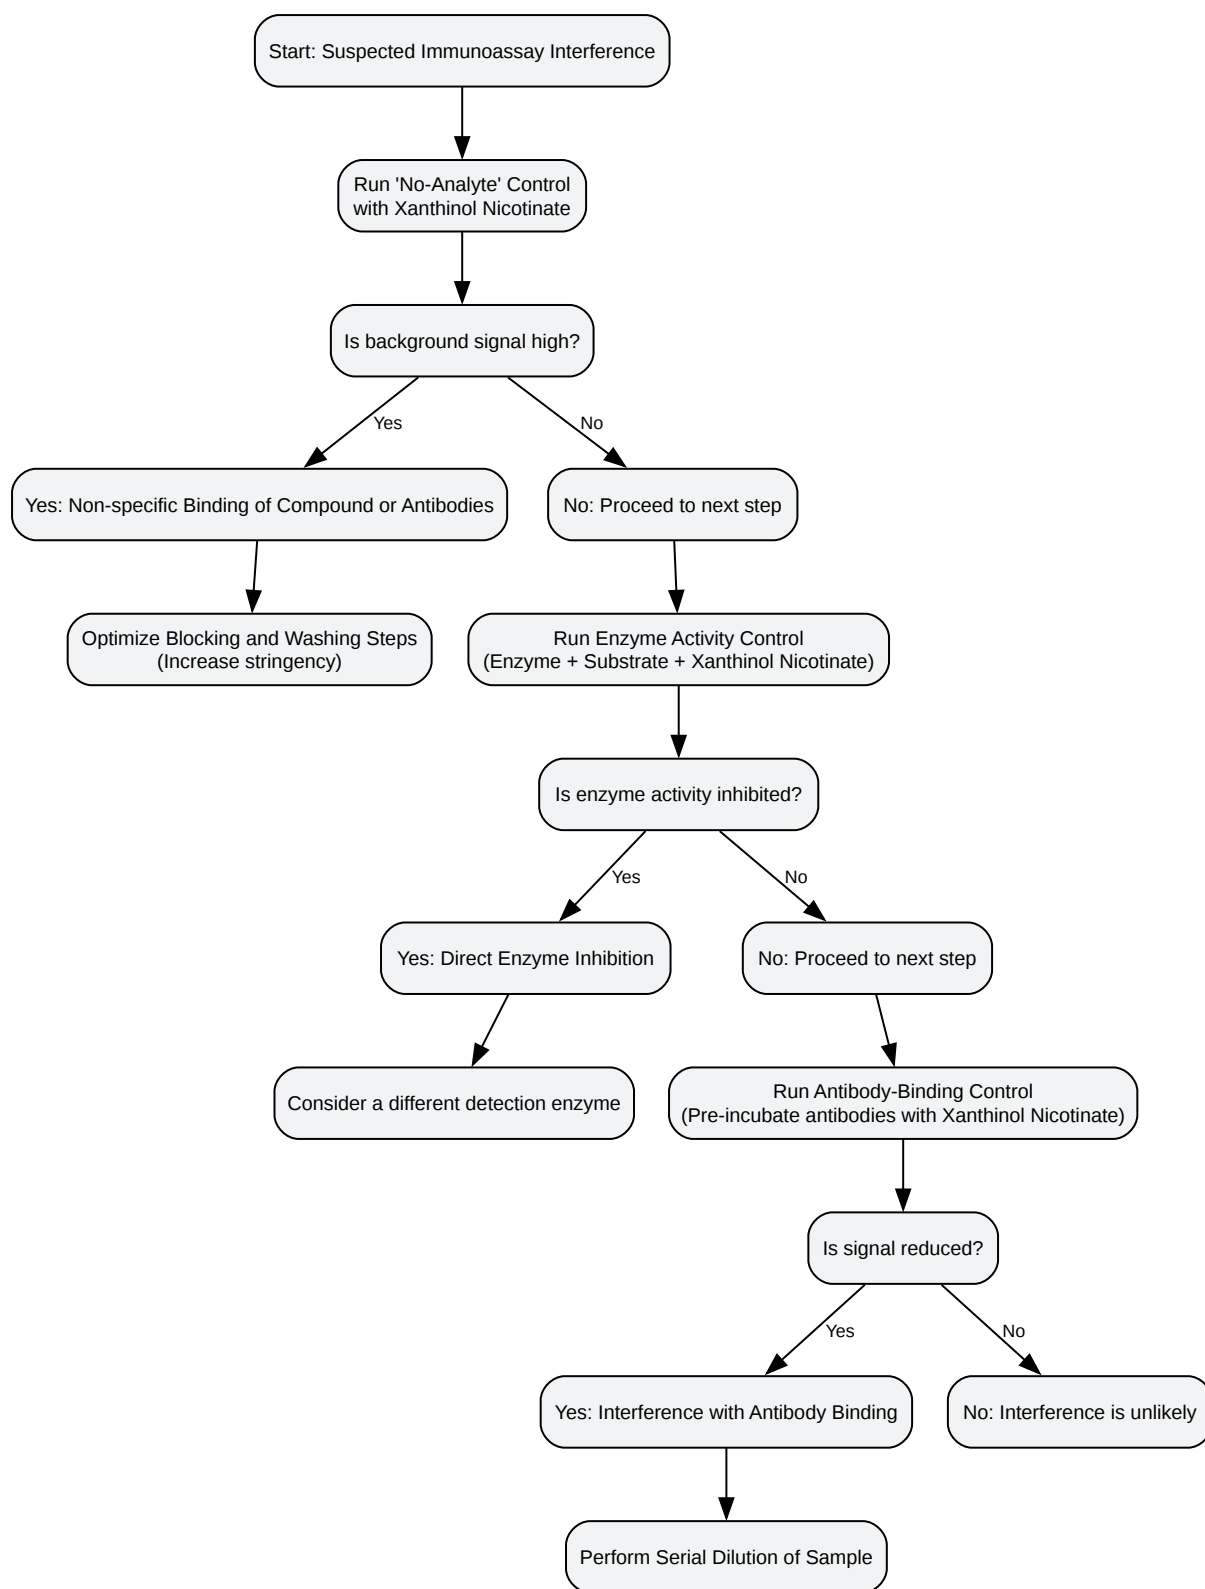 Start: Suspected Immunoassay Interference
Run 'No-Analyte' Control
with Xanthinol Nicotinate
Is background signal high?
Yes
No
Yes: Non-specific Binding of Compound or Antibodies
No: Proceed to next step
Optimize Blocking and Washing Steps
(Increase stringency)
Run Enzyme Activity Control
(Enzyme + Substrate + Xanthinol Nicotinate)
Is enzyme activity inhibited?
Yes
No
Yes: Direct Enzyme Inhibition
No: Proceed to next step
Consider a different detection enzyme
Run Antibody-Binding Control
(Pre-incubate antibodies with Xanthinol Nicotinate)
Is signal reduced?
Yes
No
Yes: Interference with Antibody Binding
No: Interference is unlikely
Perform Serial Dilution of Sample